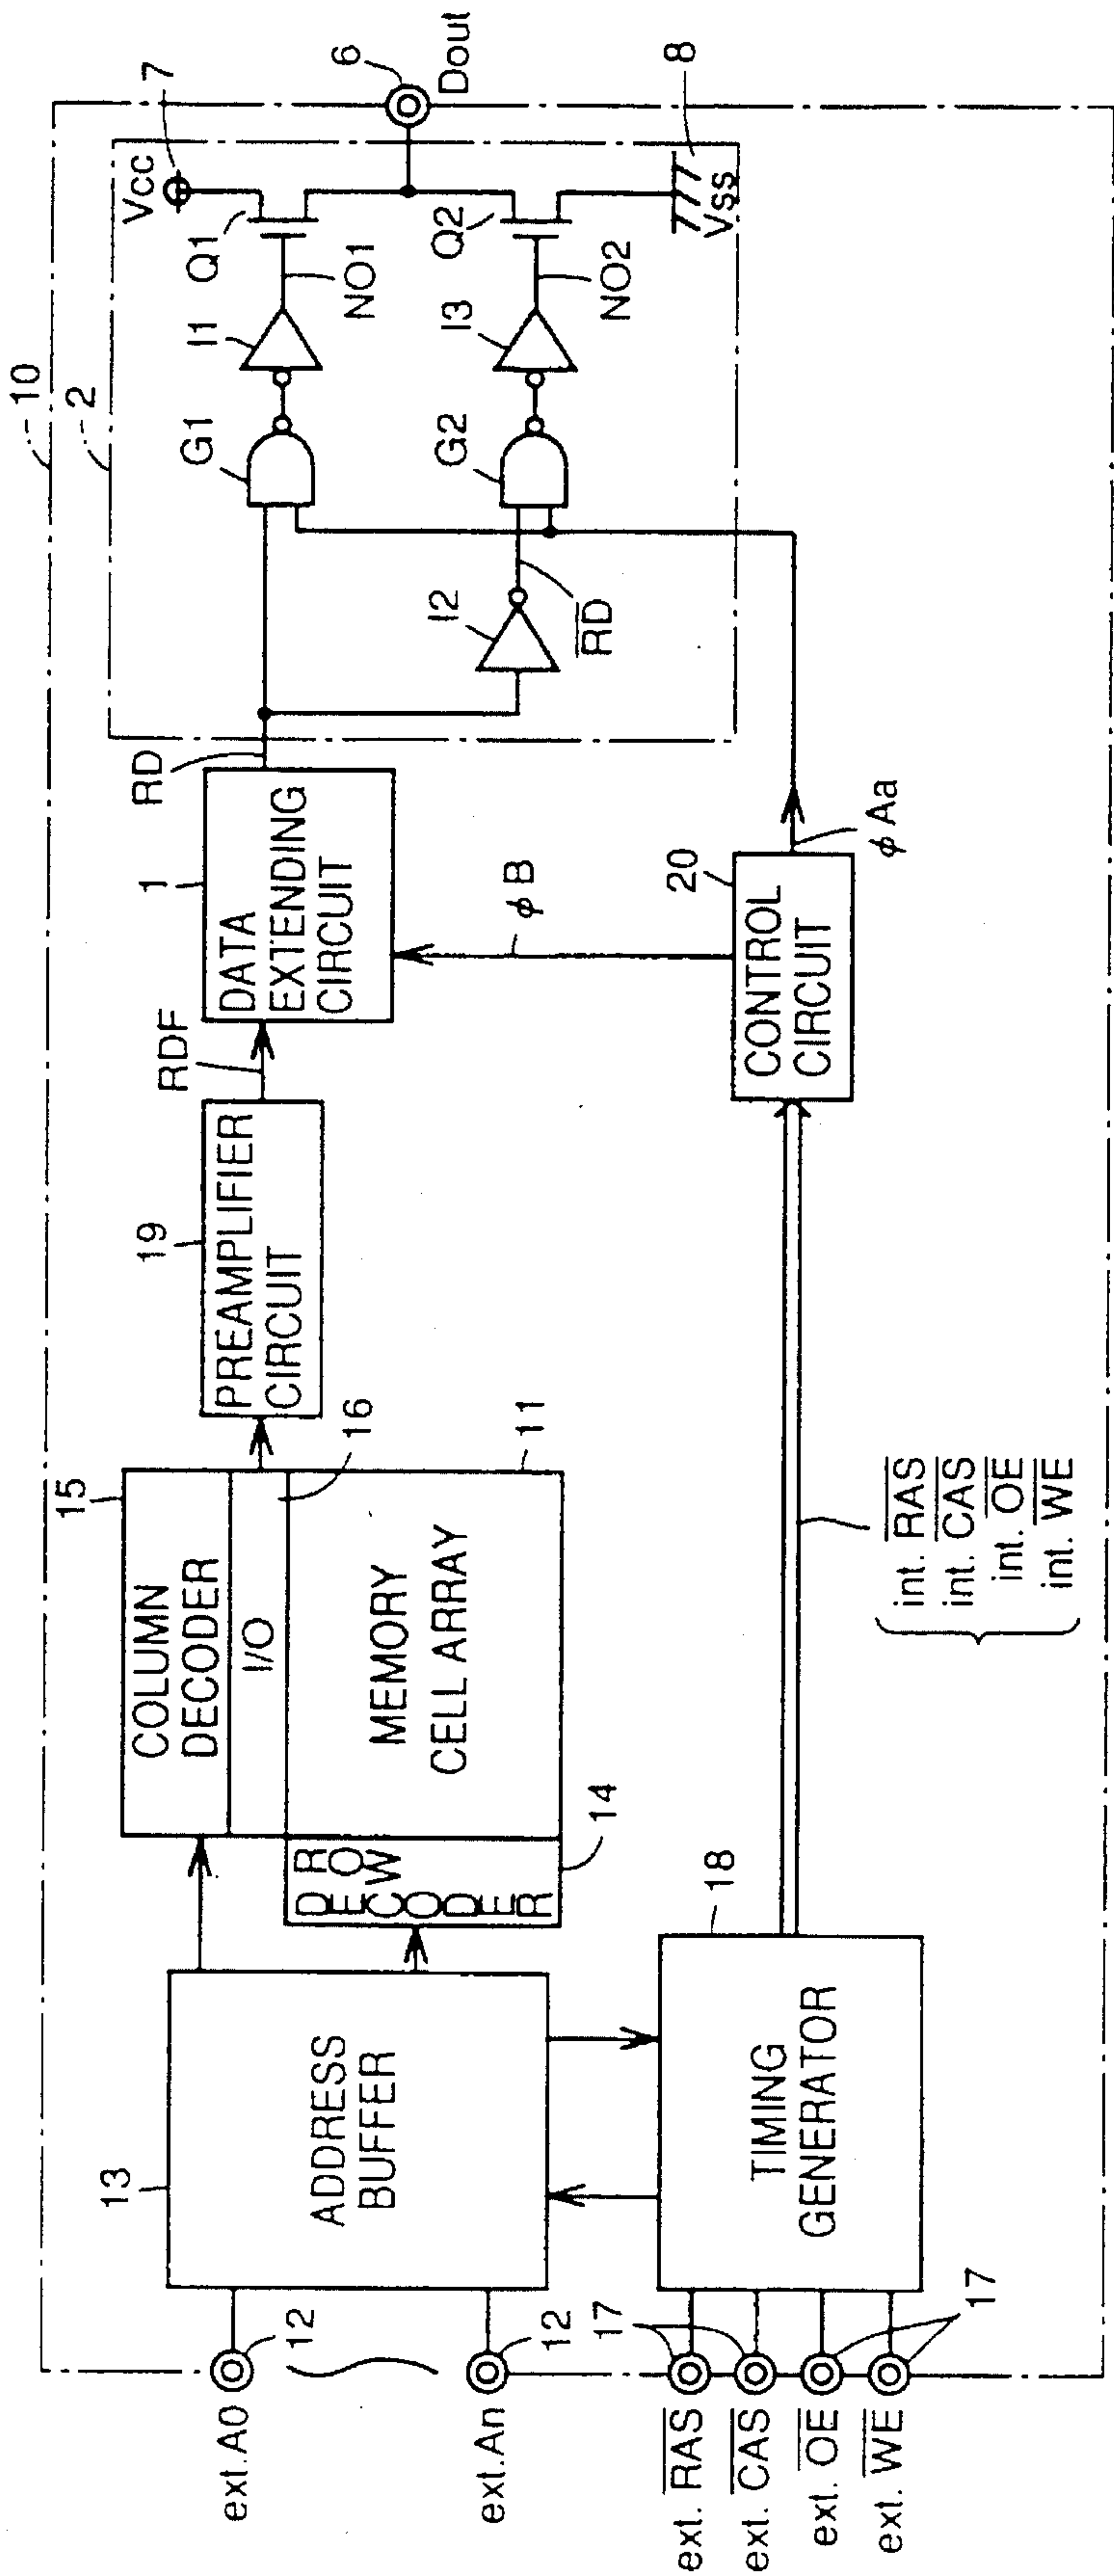 10
2
7
Vcc
Q1
I1
G1
NO1
6
Dout
8
Vss
Q2
I3
G2
NO2
I2
RD
RD
1
DATA
EXTENDING
CIRCUIT
RDF
19
PREAMPLIFIER
CIRCUIT
φB
20
CONTROL
CIRCUIT
φAa
15
COLUMN
DECODER
I/O
16
MEMORY
CELL ARRAY
11
ROW
DECODER
14
13
ADDRESS
BUFFER
18
TIMING
GENERATOR
int. RAS
int. CAS
int. OE
int. WE
ext.A0
12
ext.An
12
17
17
ext. RAS
ext. CAS
ext. OE
ext. WE